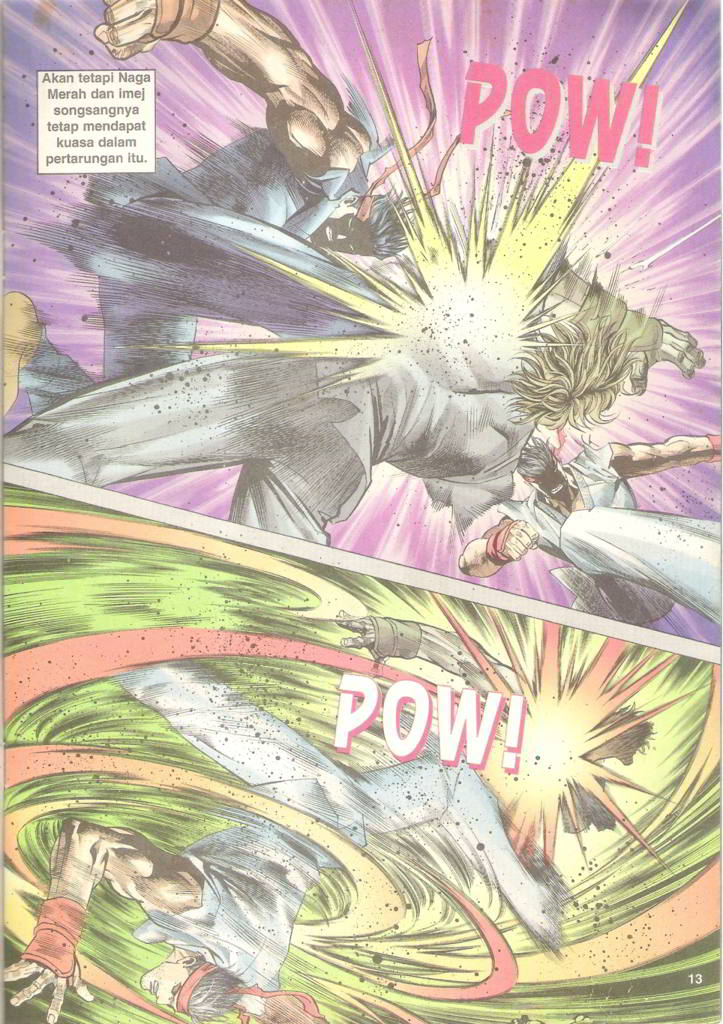 Akan tetapi Naga
Merah dan imej
songsangnya
tetap mendapat
kuasa dalam
pertarungan itu.
POW!
POW!
13